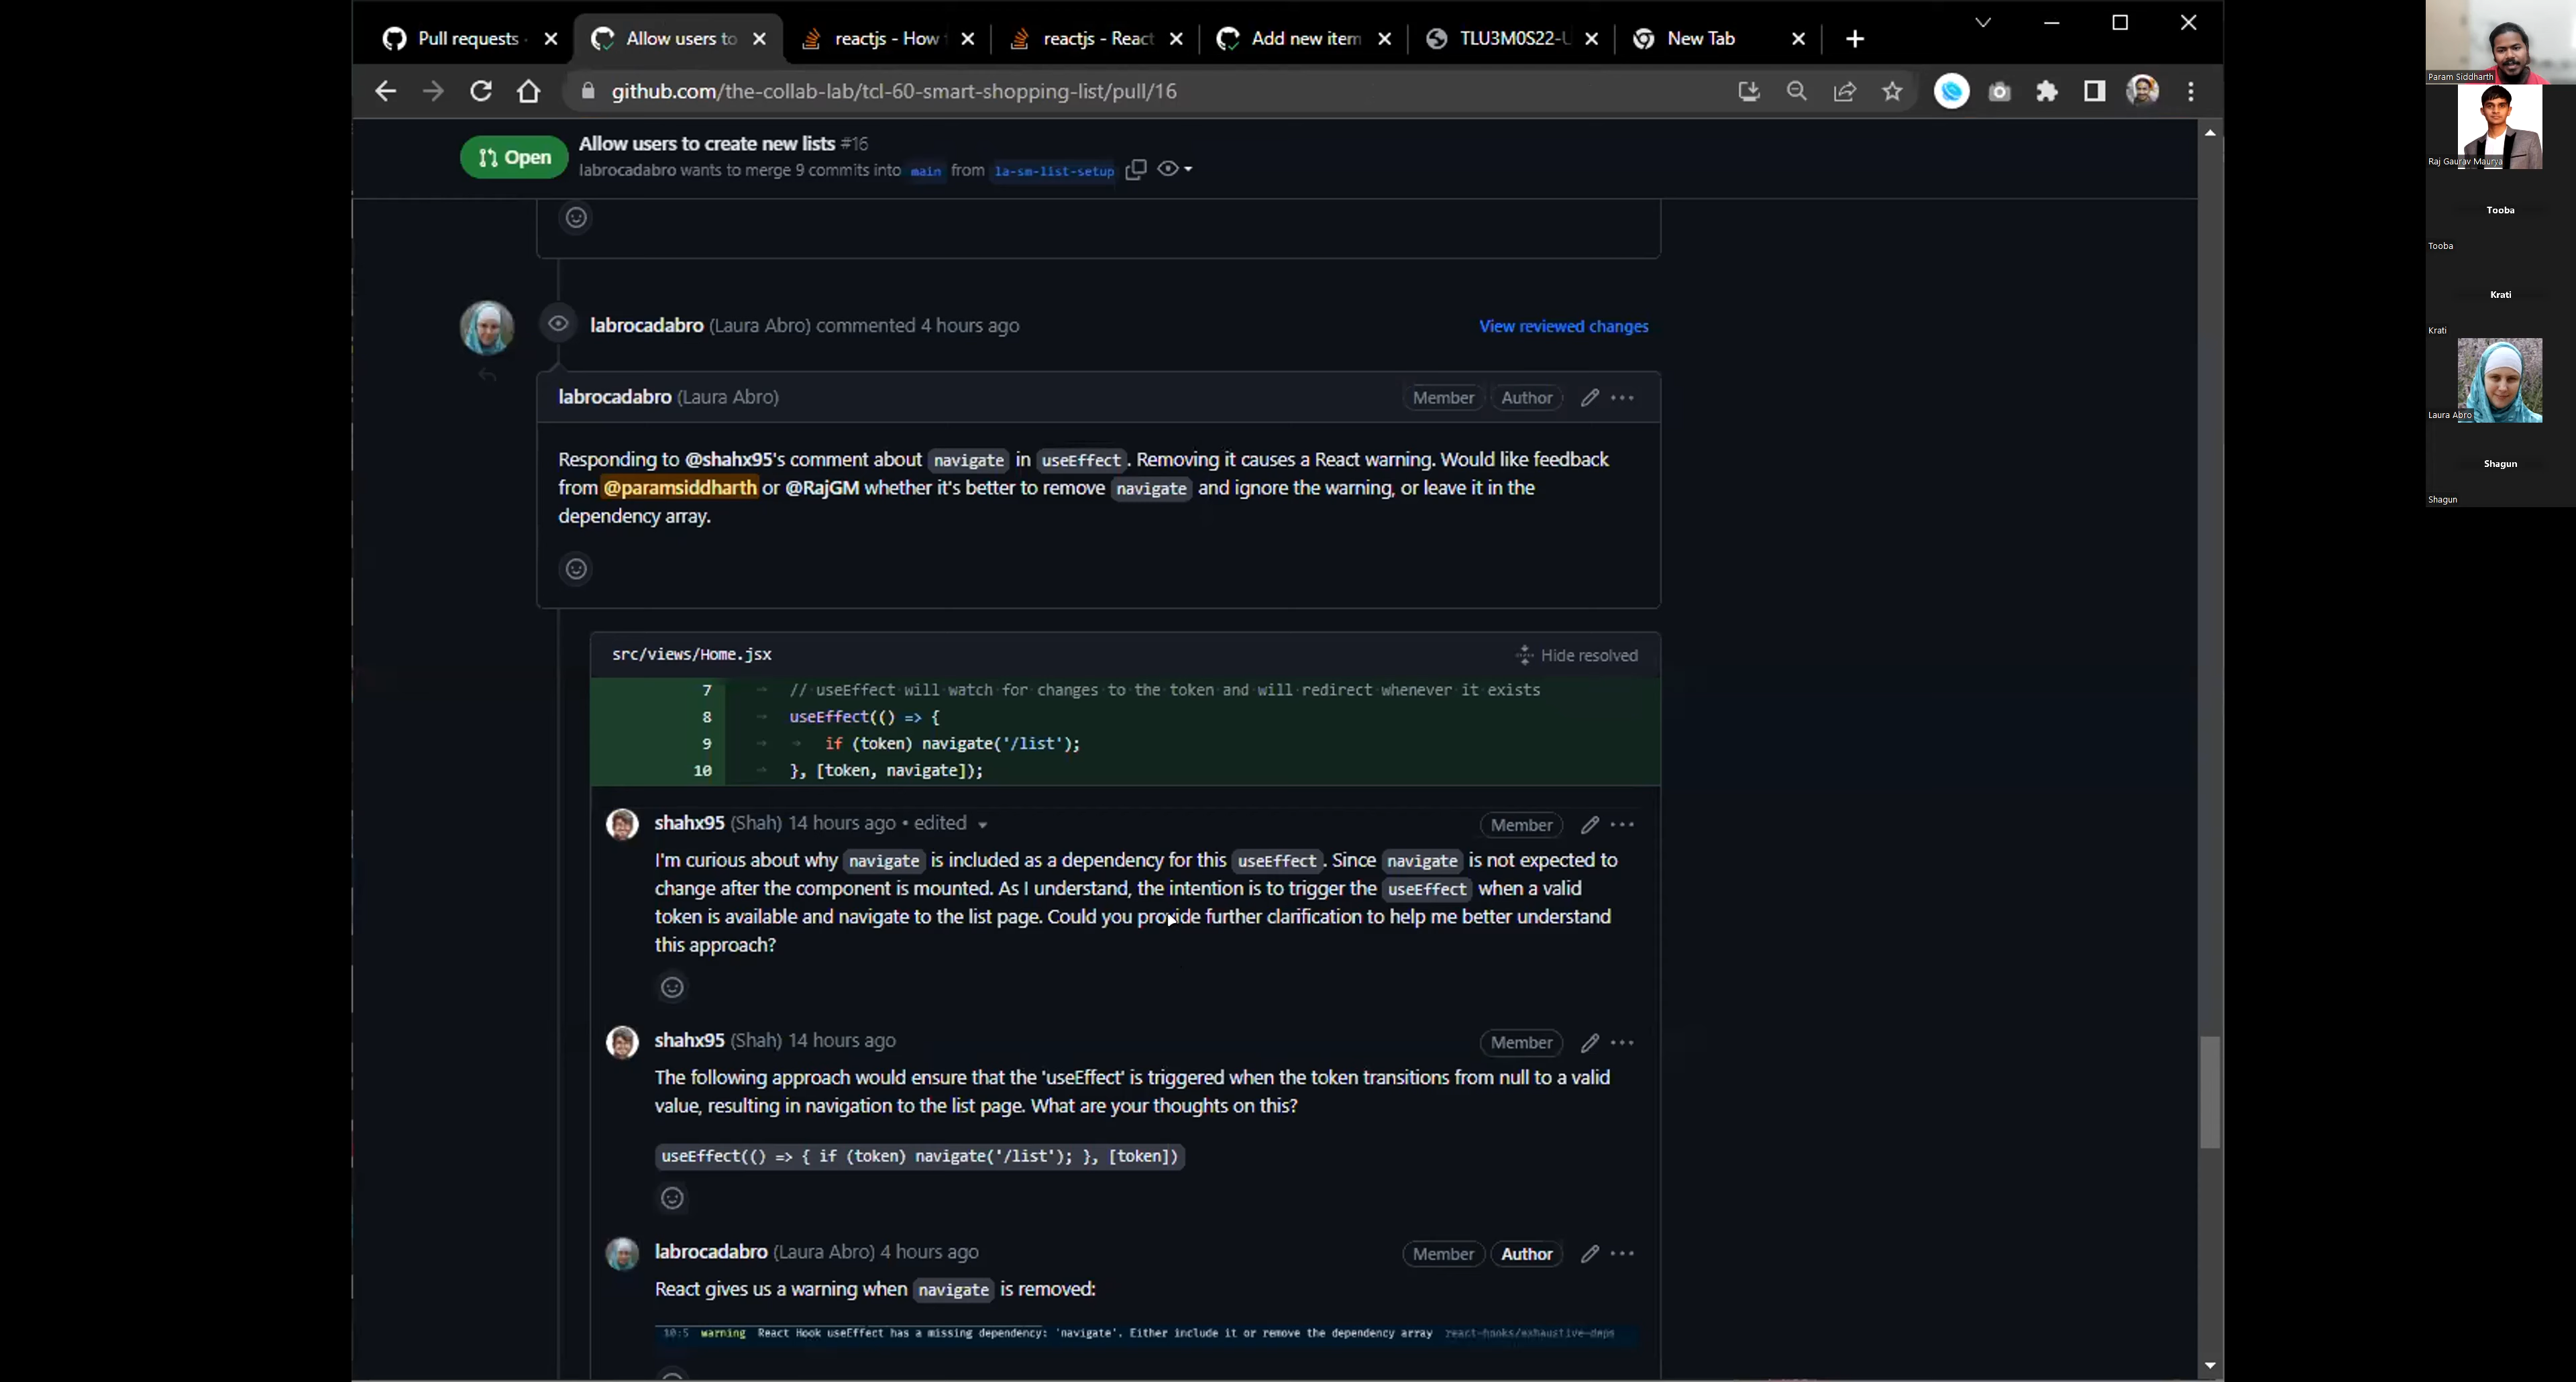 Pull requests ·
Allow users to
reactjs - How
reactjs - React
Add new item
TLU3M0S22-U
New Tab
github.com/the-collab-lab/tcl-60-smart-shopping-list/pull/16
Open
Allow users to create new lists #16
labrocadabro wants to merge 9 commits into main from la-sm-list-setup
labrocadabro (Laura Abro) commented 4 hours ago
View reviewed changes
labrocadabro (Laura Abro)
Member
Author
Responding to @shahx95's comment about navigate in useEffect. Removing it causes a React warning. Would like feedback
from @paramsiddharth or @RajGM whether it's better to remove navigate and ignore the warning, or leave it in the
dependency array.
src/views/Home.jsx
Hide resolved
7 // useEffect will watch for changes to the token and will redirect whenever it exists
8 useEffect(() => {
9 if (token) navigate('/list');
10 }, [token, navigate]);
shahx95 (Shah) 14 hours ago • edited
Member
I'm curious about why navigate is included as a dependency for this useEffect. Since navigate is not expected to
change after the component is mounted. As I understand, the intention is to trigger the useEffect when a valid
token is available and navigate to the list page. Could you provide further clarification to help me better understand
this approach?
shahx95 (Shah) 14 hours ago
Member
The following approach would ensure that the 'useEffect' is triggered when the token transitions from null to a valid
value, resulting in navigation to the list page. What are your thoughts on this?
useEffect(() => { if (token) navigate('/list'); }, [token])
labrocadabro (Laura Abro) 4 hours ago
Member
Author
React gives us a warning when navigate is removed:
10:5 warning React Hook useEffect has a missing dependency: 'navigate'. Either include it or remove the dependency array react-hooks/exhaustive-deps
Param Siddharth
Raj Gaurav Maurya
Tooba
Tooba
Krati
Krati
Laura Abro
Shagun
Shagun